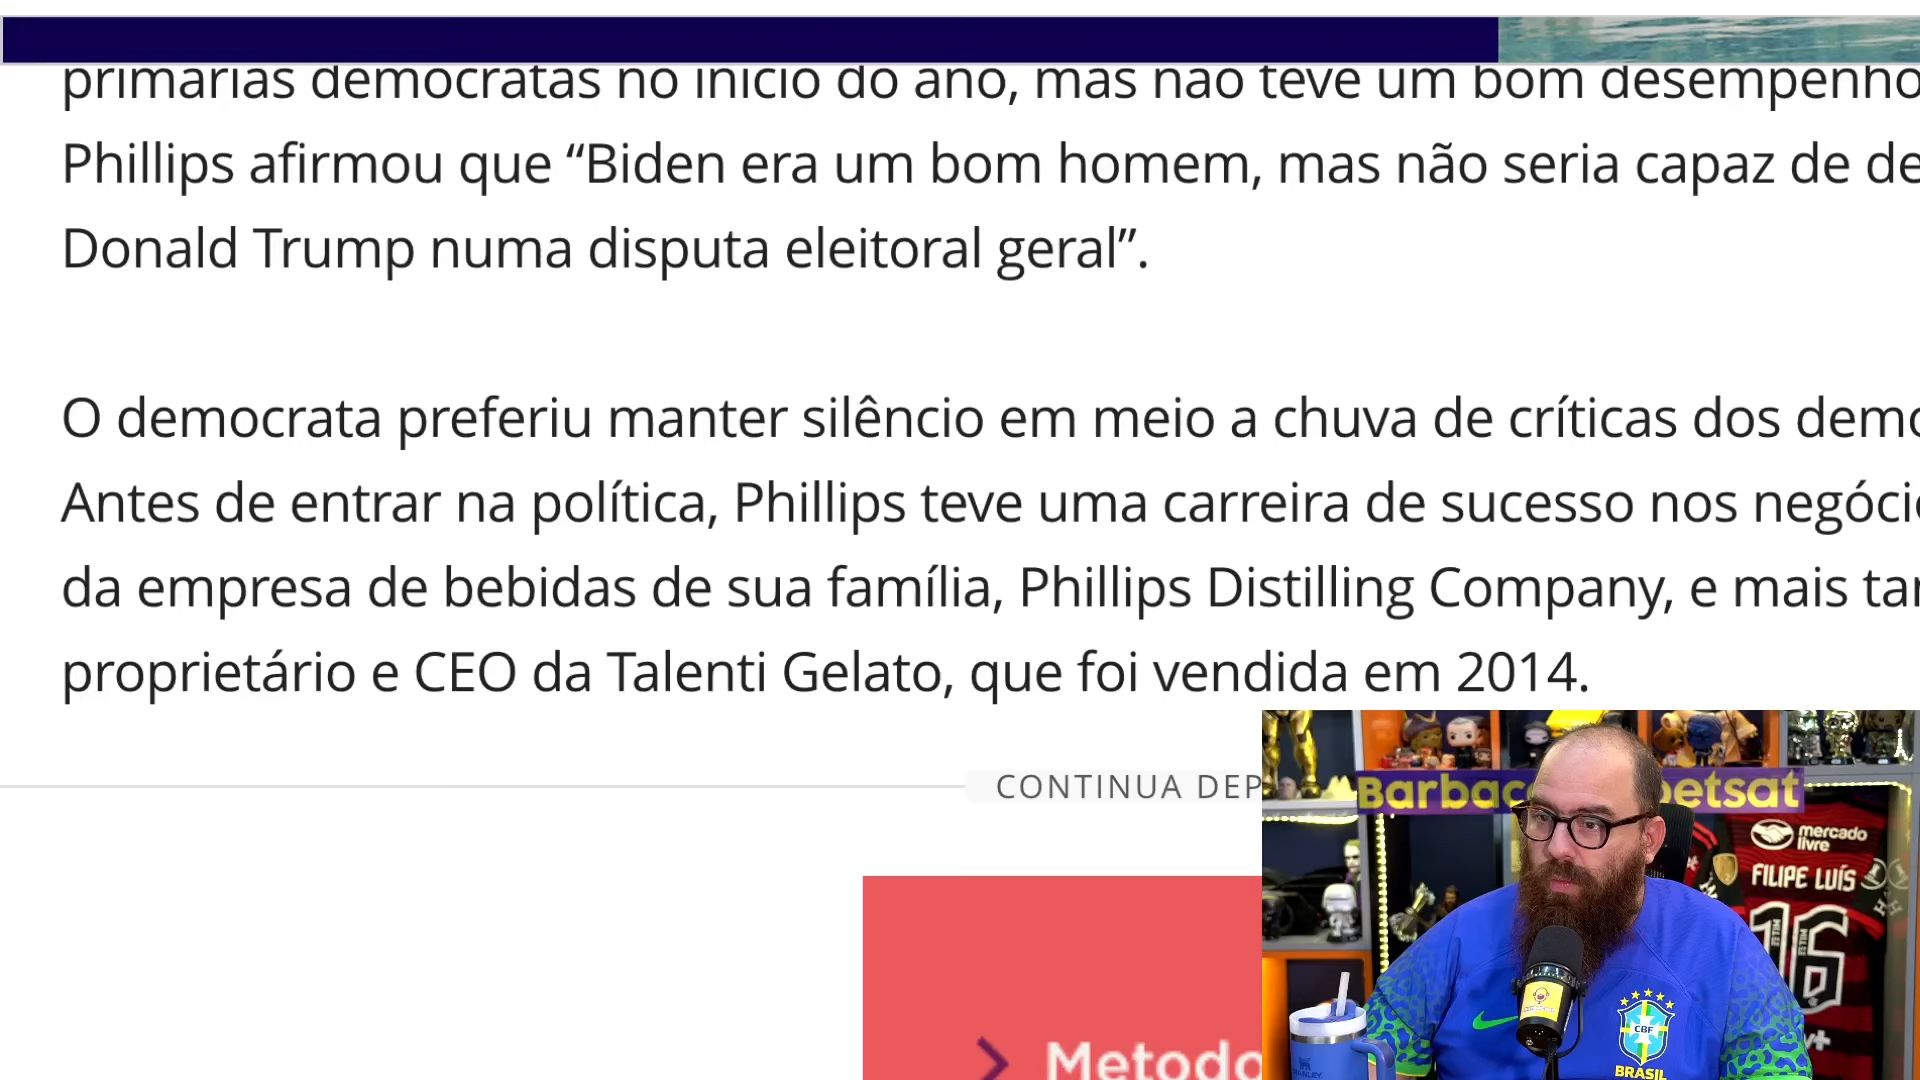 primárias democratas no início do ano, mas não teve um bom desempenho
Phillips afirmou que “Biden era um bom homem, mas não seria capaz de de
Donald Trump numa disputa eleitoral geral”.
O democrata preferiu manter silêncio em meio a chuva de críticas dos demo
Antes de entrar na política, Phillips teve uma carreira de sucesso nos negóci
da empresa de bebidas de sua família, Phillips Distilling Company, e mais tar
proprietário e CEO da Talenti Gelato, que foi vendida em 2014.
CONTINUA DEP
Barbac petsat
mercado
livre
FILIPE LUÍS
16
CBF
BRASIL
STANLEY
Metodo